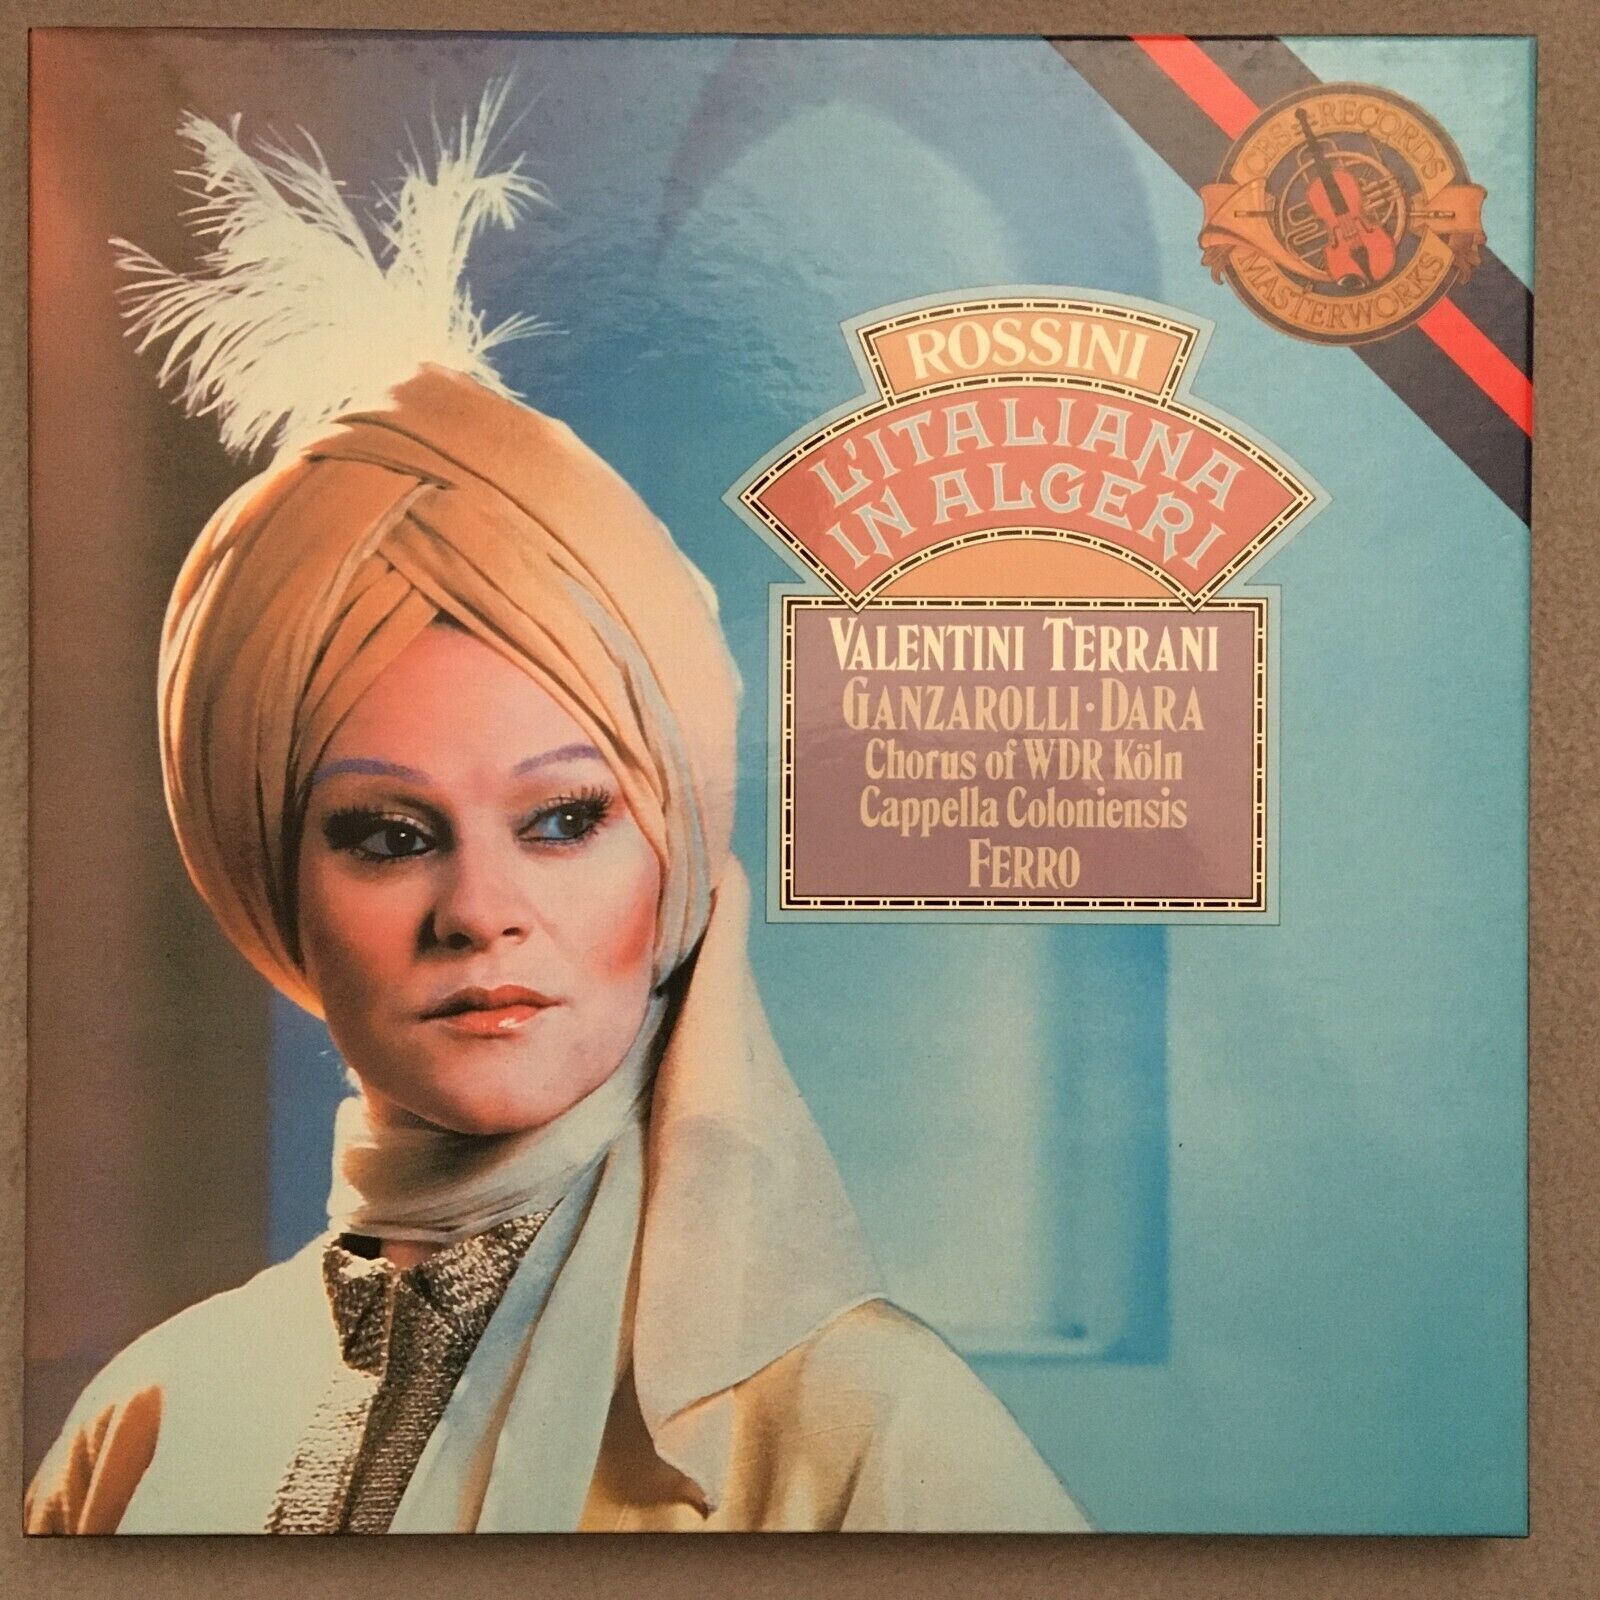 CBS RECORDS
MASTERWORKS
ROSSINI
L'ITALIANA
IN ALGERI
VALENTINI TERRANI
GANZAROLLI · DARA
Chorus of WDR Köln
Cappella Coloniensis
FERRO